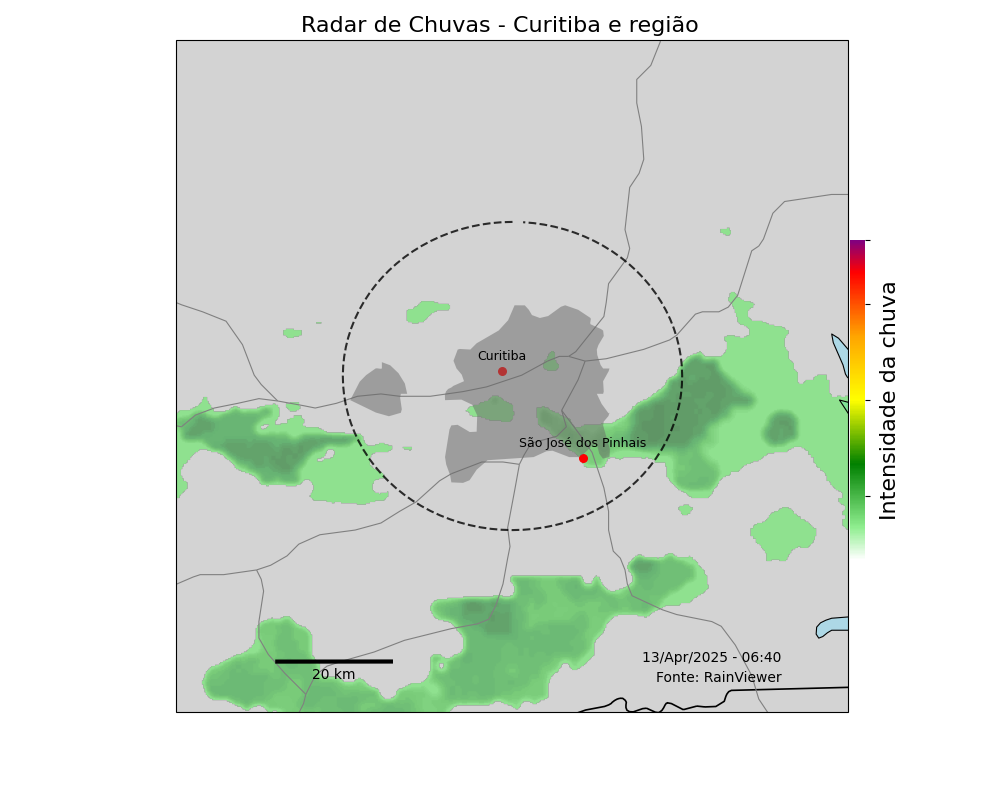 Radar de Chuvas - Curitiba e região
Curitiba
São José dos Pinhais
Intensidade da chuva
13/Apr/2025 - 06:40
Fonte: RainViewer
20 km